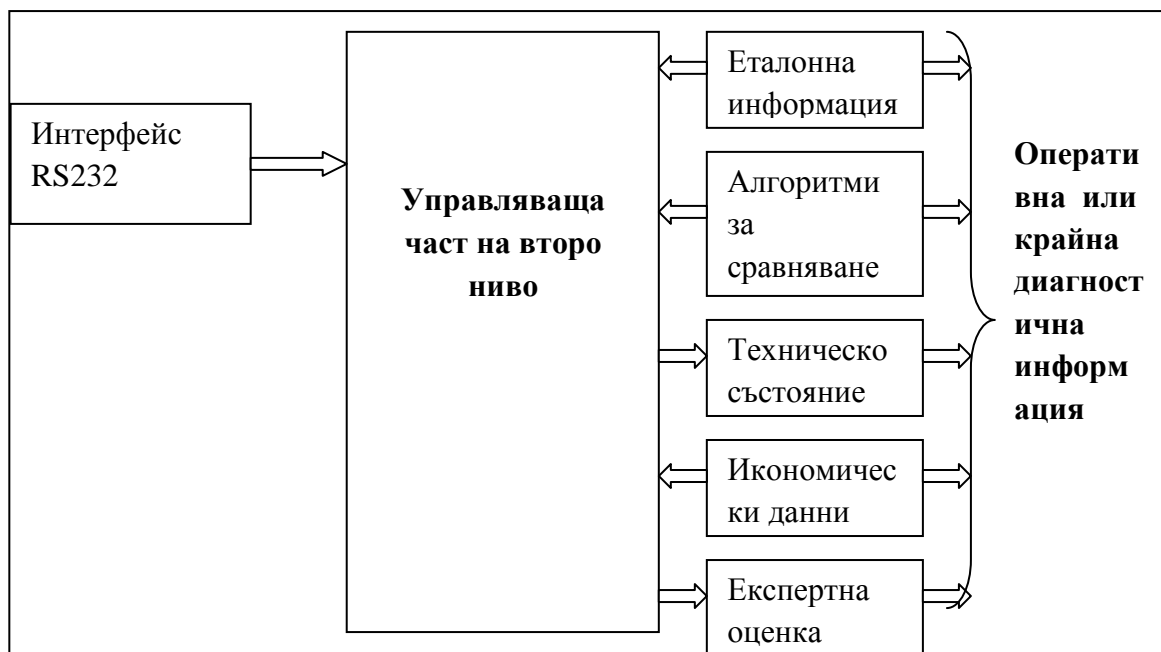 Интерфейс
RS232
Управляваща
част на второ
ниво
Еталонна
информация
Алгоритми
за
сравняване
Техническо
състояние
Икономичес
ки данни
Експертна
оценка
Операти
вна или
крайна
диагност
ична
информ
ация